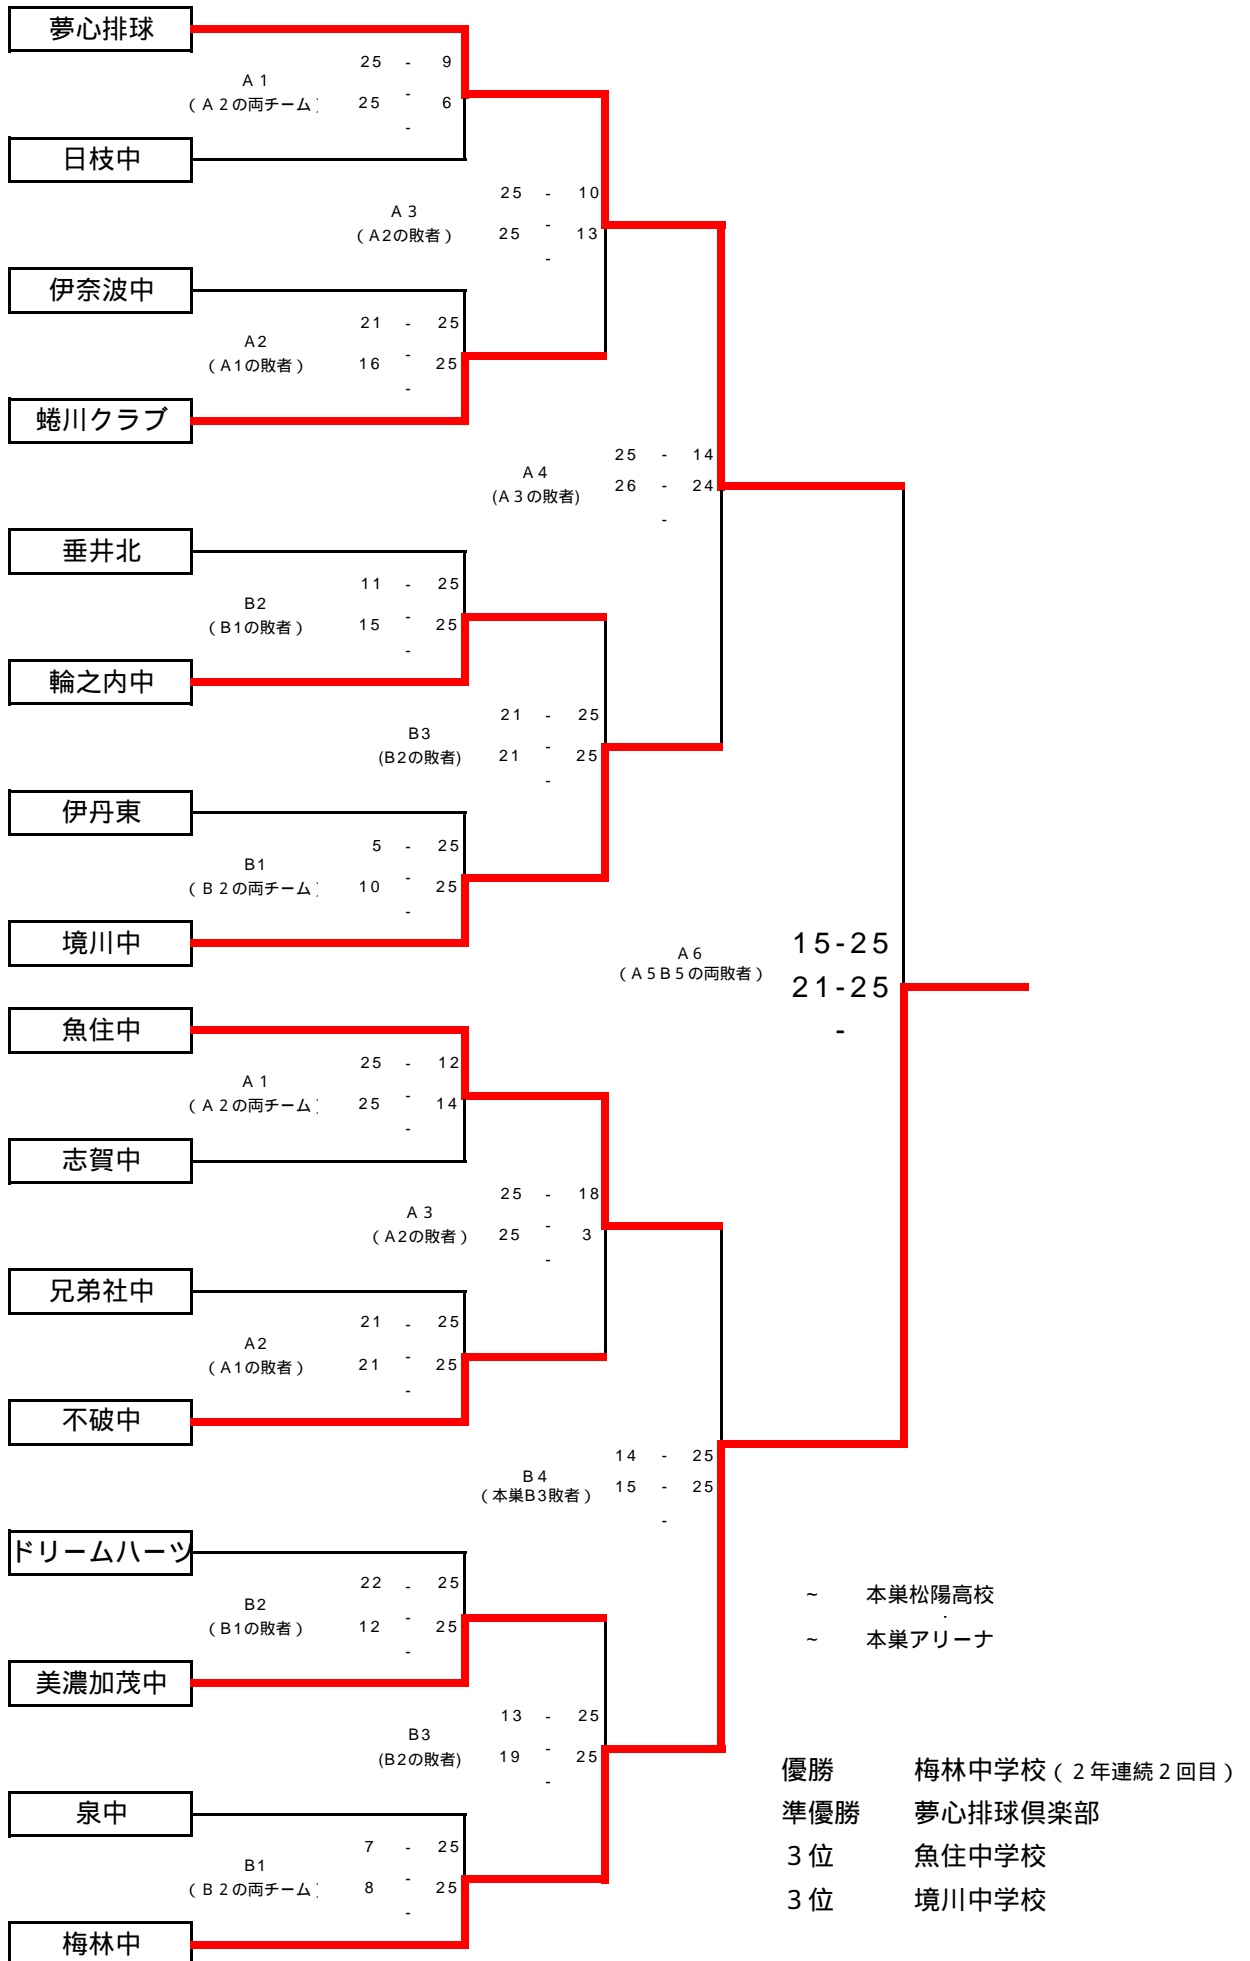 夢心排球
25 - 9
A1
(A2の両チーム)
25 - 6
-
日枝中
25 - 10
A3
(A2の敗者)
25 - 13
-
伊奈波中
21 - 25
A2
(A1の敗者)
16 - 25
-
蜷川クラブ
25 - 14
A4
(A3の敗者)
26 - 24
-
垂井北
11 - 25
B2
(B1の敗者)
15 - 25
-
輪之内中
21 - 25
B3
(B2の敗者)
21 - 25
-
伊丹東
5 - 25
B1
(B2の両チーム)
10 - 25
-
境川中
A6
(A5B5の両敗者)
15-25
21-25
-
魚住中
25 - 12
A1
(A2の両チーム)
25 - 14
-
志賀中
25 - 18
A3
(A2の敗者)
25 - 3
-
兄弟社中
21 - 25
A2
(A1の敗者)
21 - 25
-
不破中
14 - 25
B4
(本巣B3敗者)
15 - 25
-
ドリームハーツ
22 - 25
B2
(B1の敗者)
12 - 25
-
~ 本巣松陽高校
・
~ 本巣アリーナ
美濃加茂中
13 - 25
B3
(B2の敗者)
19 - 25
-
泉中
7 - 25
B1
(B2の両チーム)
8 - 25
-
梅林中
優勝 梅林中学校(2年連続2回目)
準優勝 夢心排球倶楽部
3位 魚住中学校
3位 境川中学校